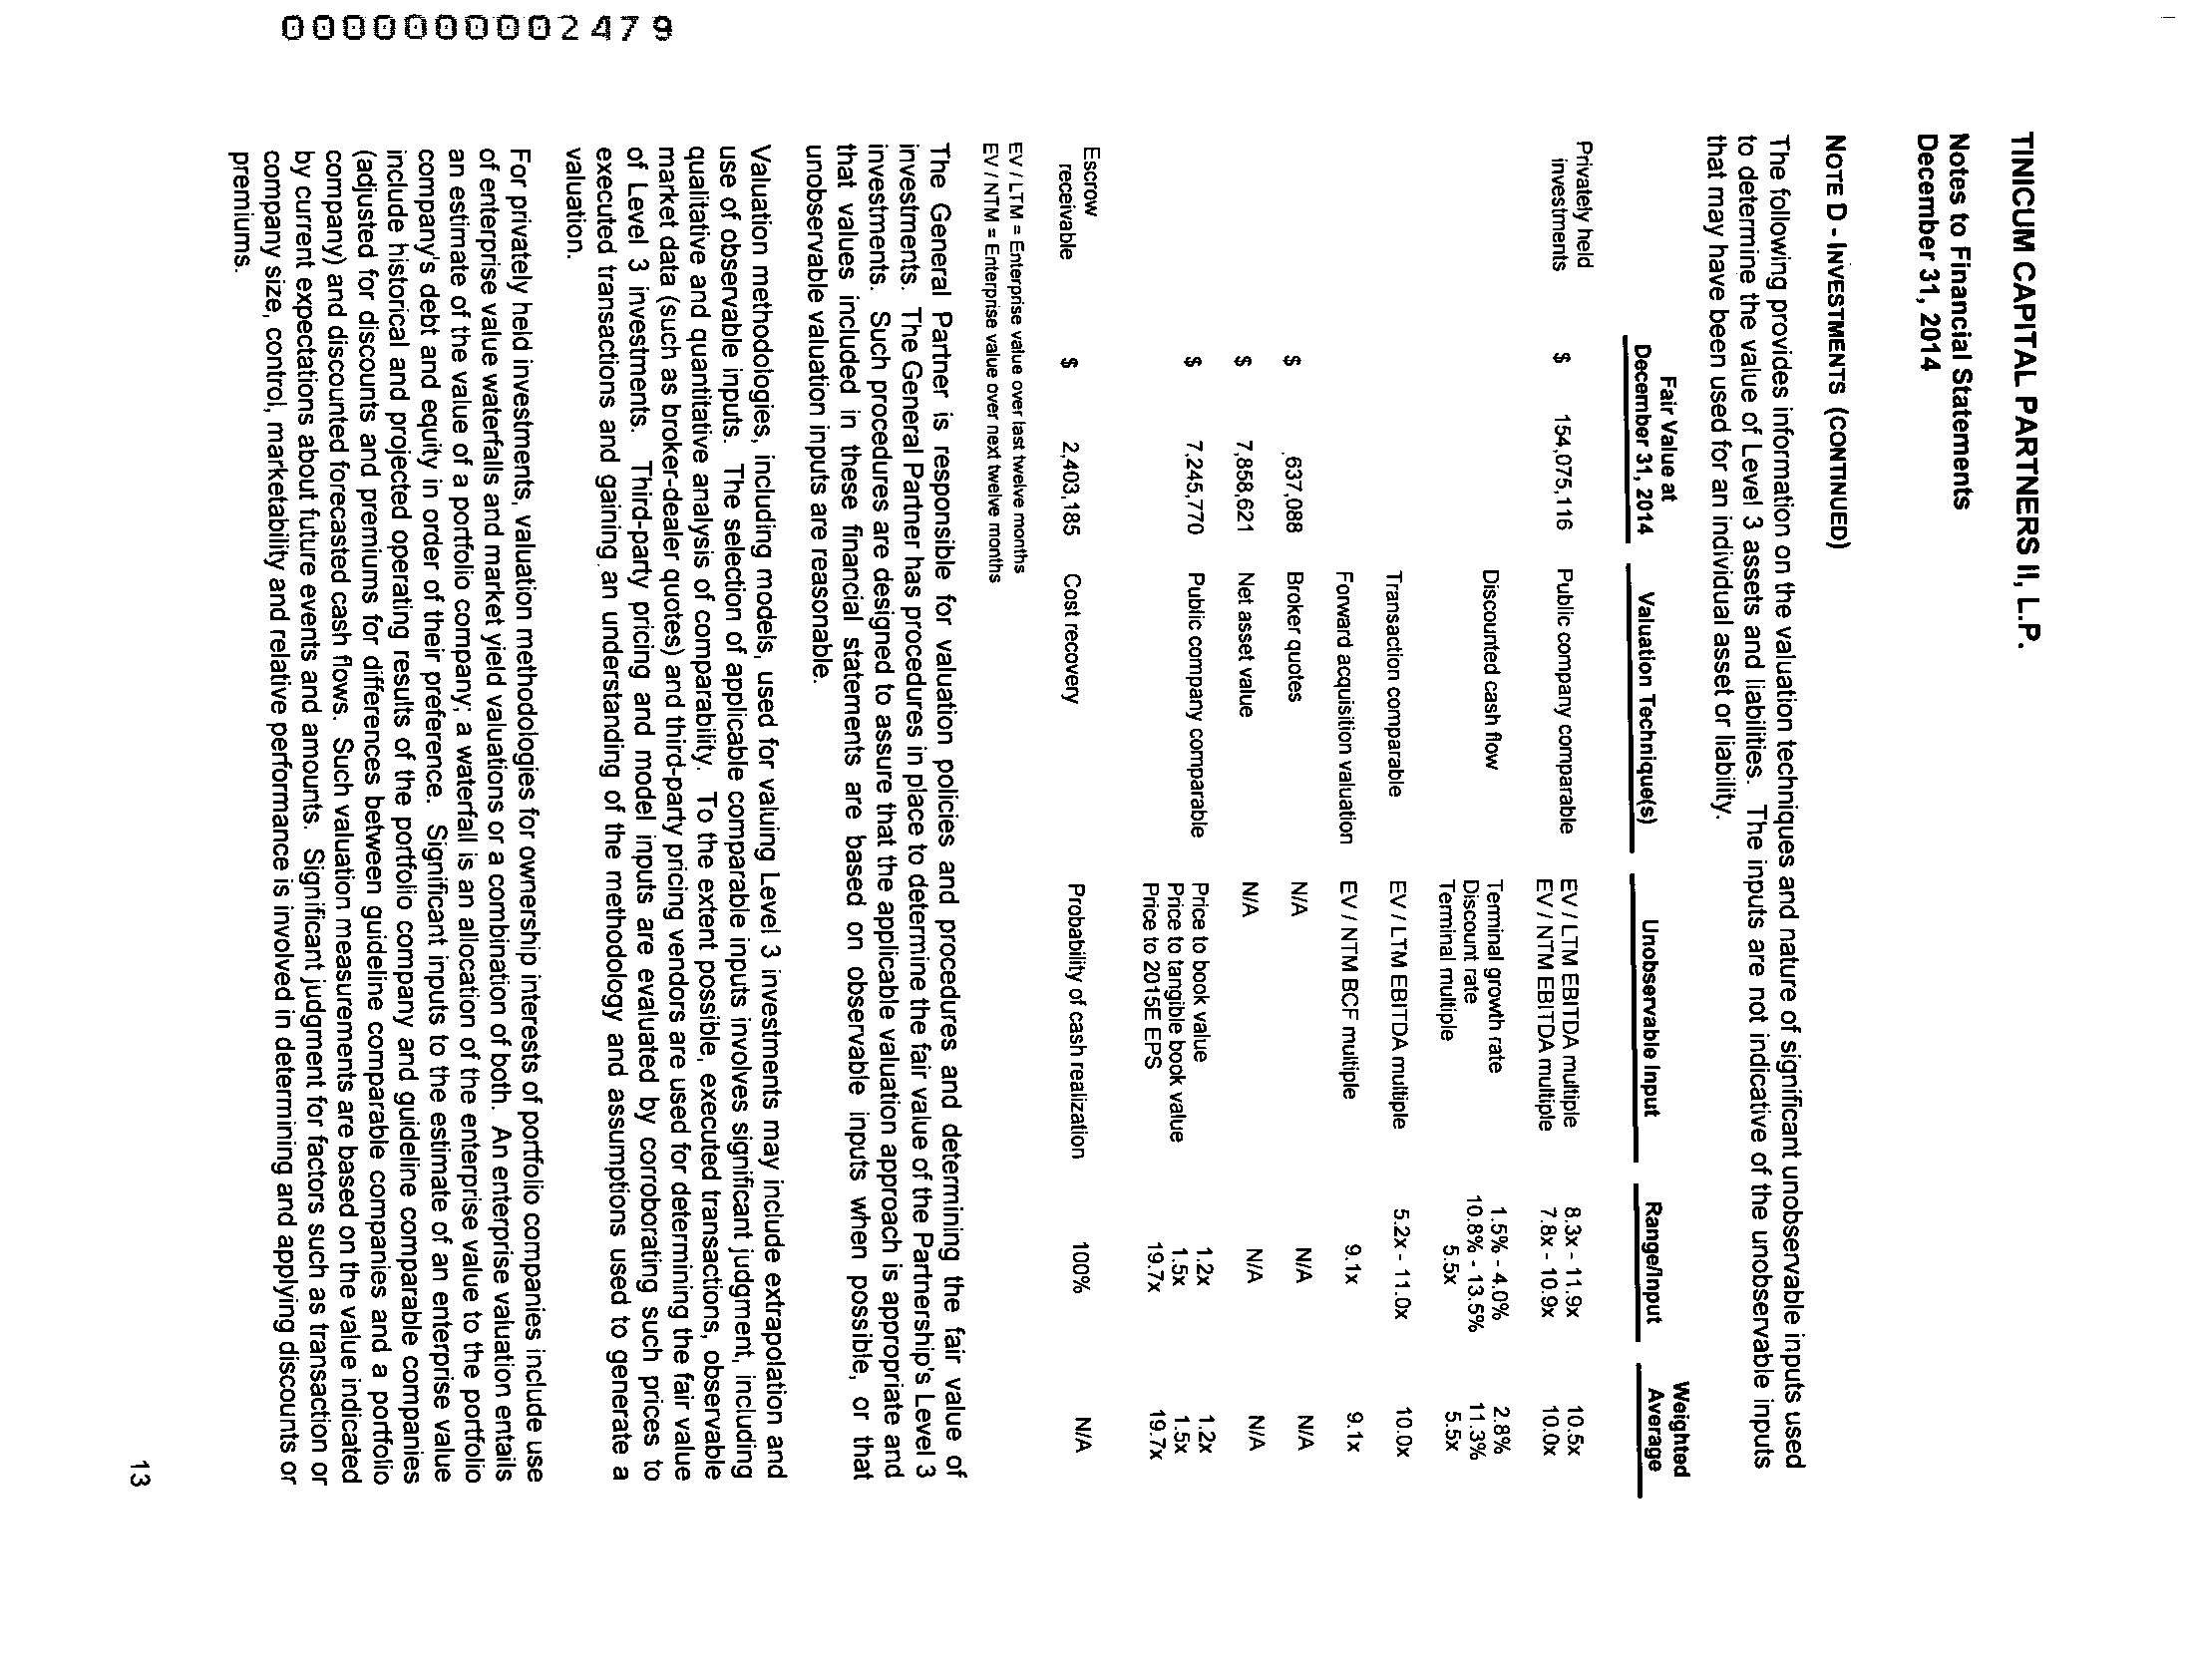 0000000002479
TINICUM CAPITAL PARTNERS II, L.P.
Notes to Financial Statements
December 31, 2014
NOTE D - INVESTMENTS (CONTINUED)
The following provides information on the valuation techniques and nature of significant unobservable inputs used
to determine the value of Level 3 assets and liabilities. The inputs are not indicative of the unobservable inputs
that may have been used for an individual asset or liability.
Fair Value at December 31, 2014 Valuation Technique(s) Unobservable Input Range/Input Weighted Average
Privately held investments $ 154,075,116 Public company comparable EV / LTM EBITDA multiple 8.3x - 11.9x 10.5x
EV / NTM EBITDA multiple 7.8x - 10.9x 10.0x
Discounted cash flow Terminal growth rate 1.5% - 4.0% 2.8%
Discount rate 10.8% - 13.5% 11.3%
Terminal multiple 5.5x 5.5x
Transaction comparable EV / LTM EBITDA multiple 5.2x - 11.0x 10.0x
Forward acquisition valuation EV / NTM BCF multiple 9.1x 9.1x
$ 637,088 Broker quotes N/A N/A N/A
$ 7,858,621 Net asset value N/A N/A N/A
$ 7,245,770 Public company comparable Price to book value 1.2x 1.2x
Price to tangible book value 1.5x 1.5x
Price to 2015E EPS 19.7x 19.7x
Escrow receivable $ 2,403,185 Cost recovery Probability of cash realization 100% N/A
EV / LTM = Enterprise value over last twelve months
EV / NTM = Enterprise value over next twelve months
The General Partner is responsible for valuation policies and procedures and determining the fair value of
investments. The General Partner has procedures in place to determine the fair value of the Partnership's Level 3
investments. Such procedures are designed to assure that the applicable valuation approach is appropriate and
that values included in these financial statements are based on observable inputs when possible, or that
unobservable valuation inputs are reasonable.
Valuation methodologies, including models, used for valuing Level 3 investments may include extrapolation and
use of observable inputs. The selection of applicable comparable inputs involves significant judgment, including
qualitative and quantitative analysis of comparability. To the extent possible, executed transactions, observable
market data (such as broker-dealer quotes) and third-party pricing vendors are used for determining the fair value
of Level 3 investments. Third-party pricing and model inputs are evaluated by corroborating such prices to
executed transactions and gaining an understanding of the methodology and assumptions used to generate a
valuation.
For privately held investments, valuation methodologies for ownership interests of portfolio companies include use
of enterprise value waterfalls and market yield valuations or a combination of both. An enterprise valuation entails
an estimate of the value of a portfolio company; a waterfall is an allocation of the enterprise value to the portfolio
company's debt and equity in order of their preference. Significant inputs to the estimate of an enterprise value
include historical and projected operating results of the portfolio company and guideline comparable companies
(adjusted for discounts and premiums for differences between guideline comparable companies and a portfolio
company) and discounted forecasted cash flows. Such valuation measurements are based on the value indicated
by current expectations about future events and amounts. Significant judgment for factors such as transaction or
company size, control, marketability and relative performance is involved in determining and applying discounts or
premiums.
13